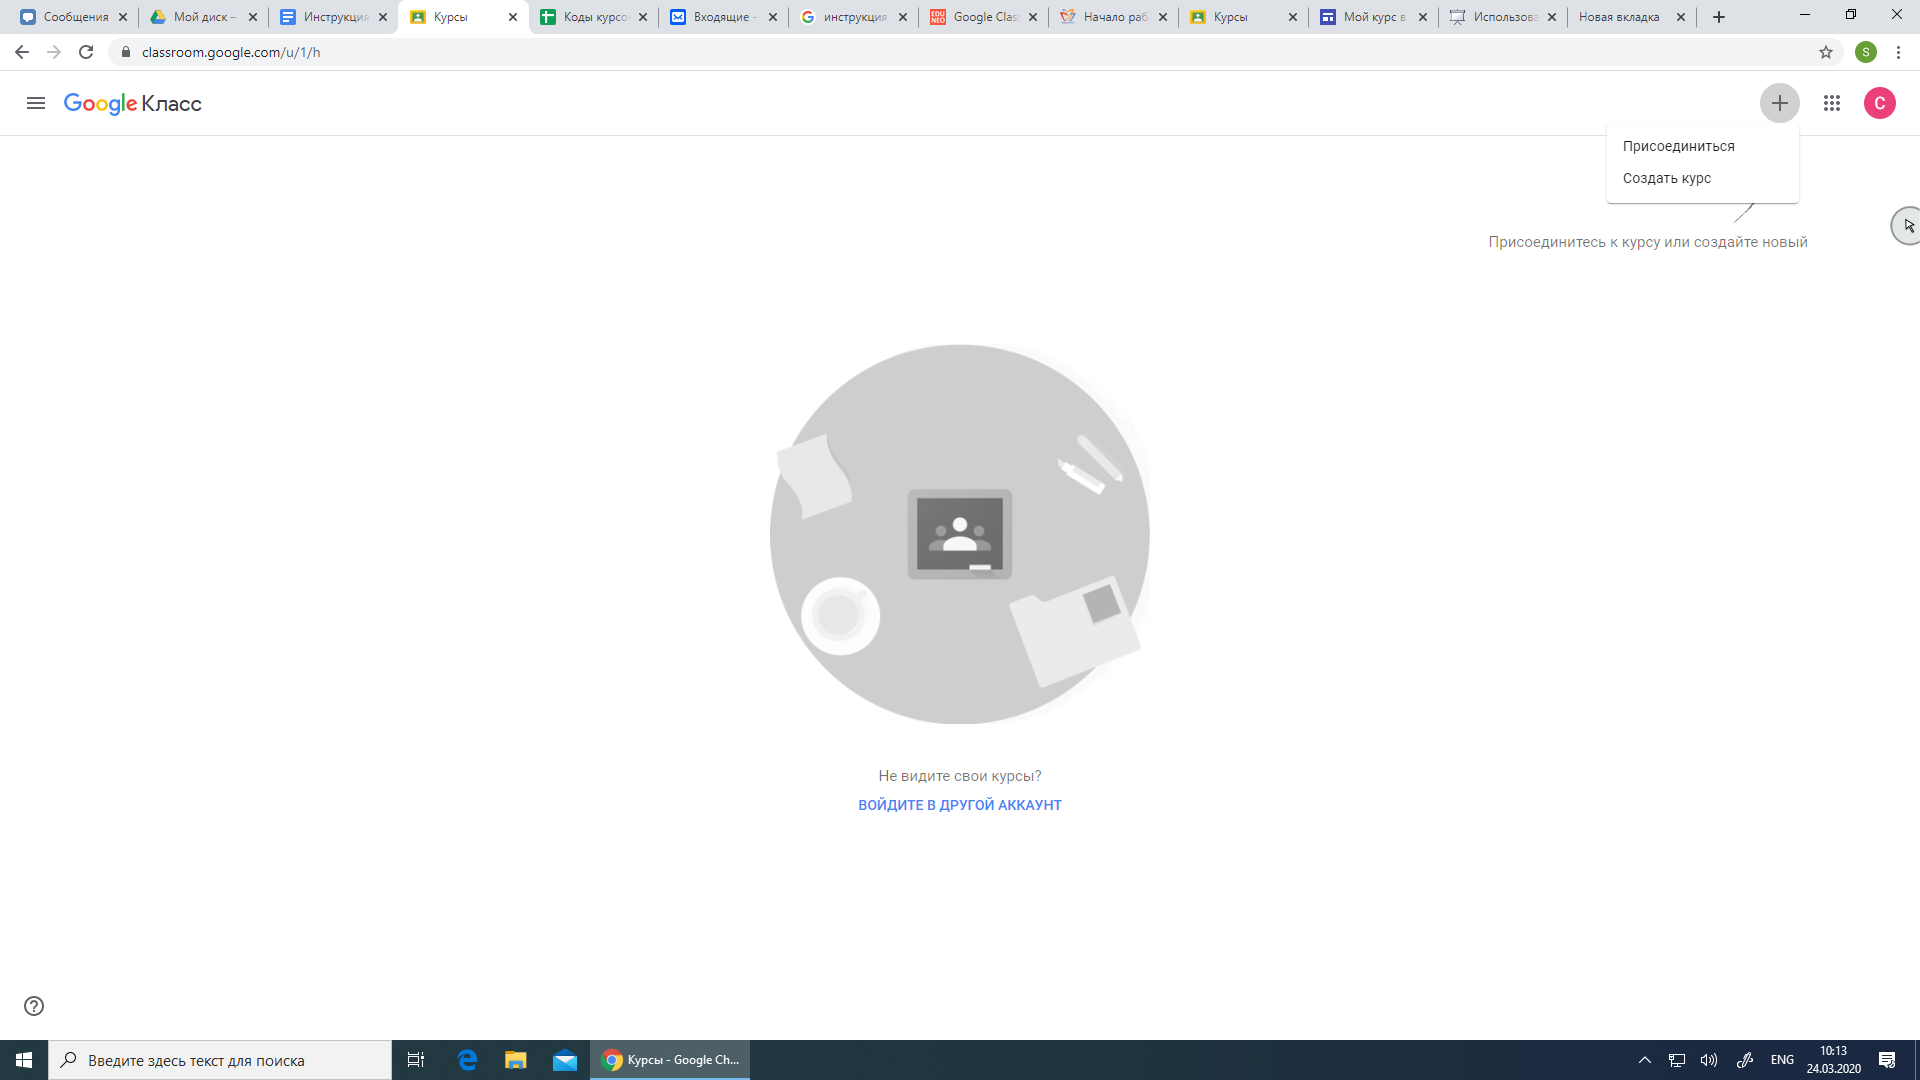 Сообщения
Мой диск –
Инструкция
Курсы
Коды курсо
Входящие -
инструкция
Google Clas
Начало раб
Курсы
Мой курс в
Использова
Новая вкладка
classroom.google.com/u/1/h
S
Google Класс
C
Присоединиться
Создать курс
Присоединитесь к курсу или создайте новый
Не видите свои курсы?
ВОЙДИТЕ В ДРУГОЙ АККАУНТ
Введите здесь текст для поиска
Курсы - Google Ch...
ENG
10:13
24.03.2020